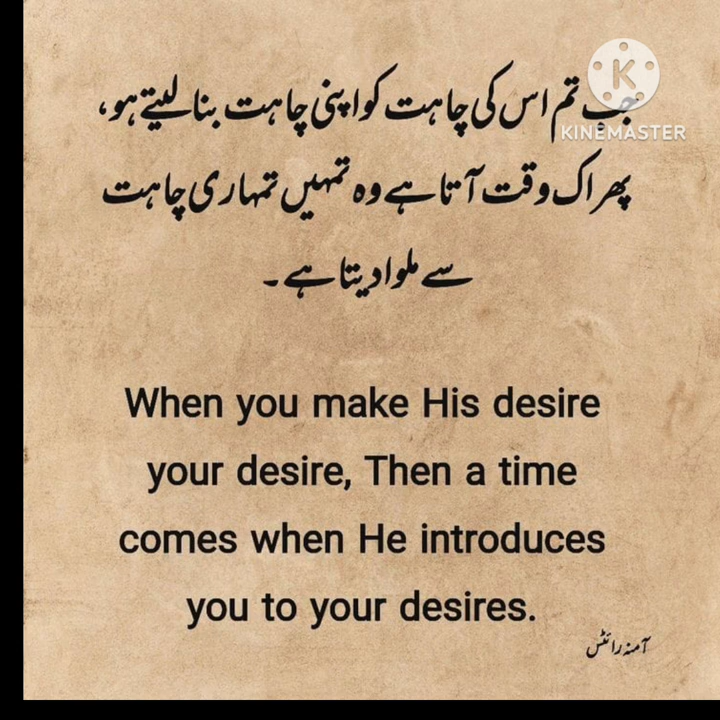 جب تم اس کی چاہت کو اپنی چاہت بنا لیتے ہو،
پھر اک وقت آتا ہے وہ تمہیں تمہاری چاہت
سے ملوا دیتا ہے۔
When you make His desire
your desire, Then a time
comes when He introduces
you to your desires.
آمنہ رائٹس
K
KINEMASTER